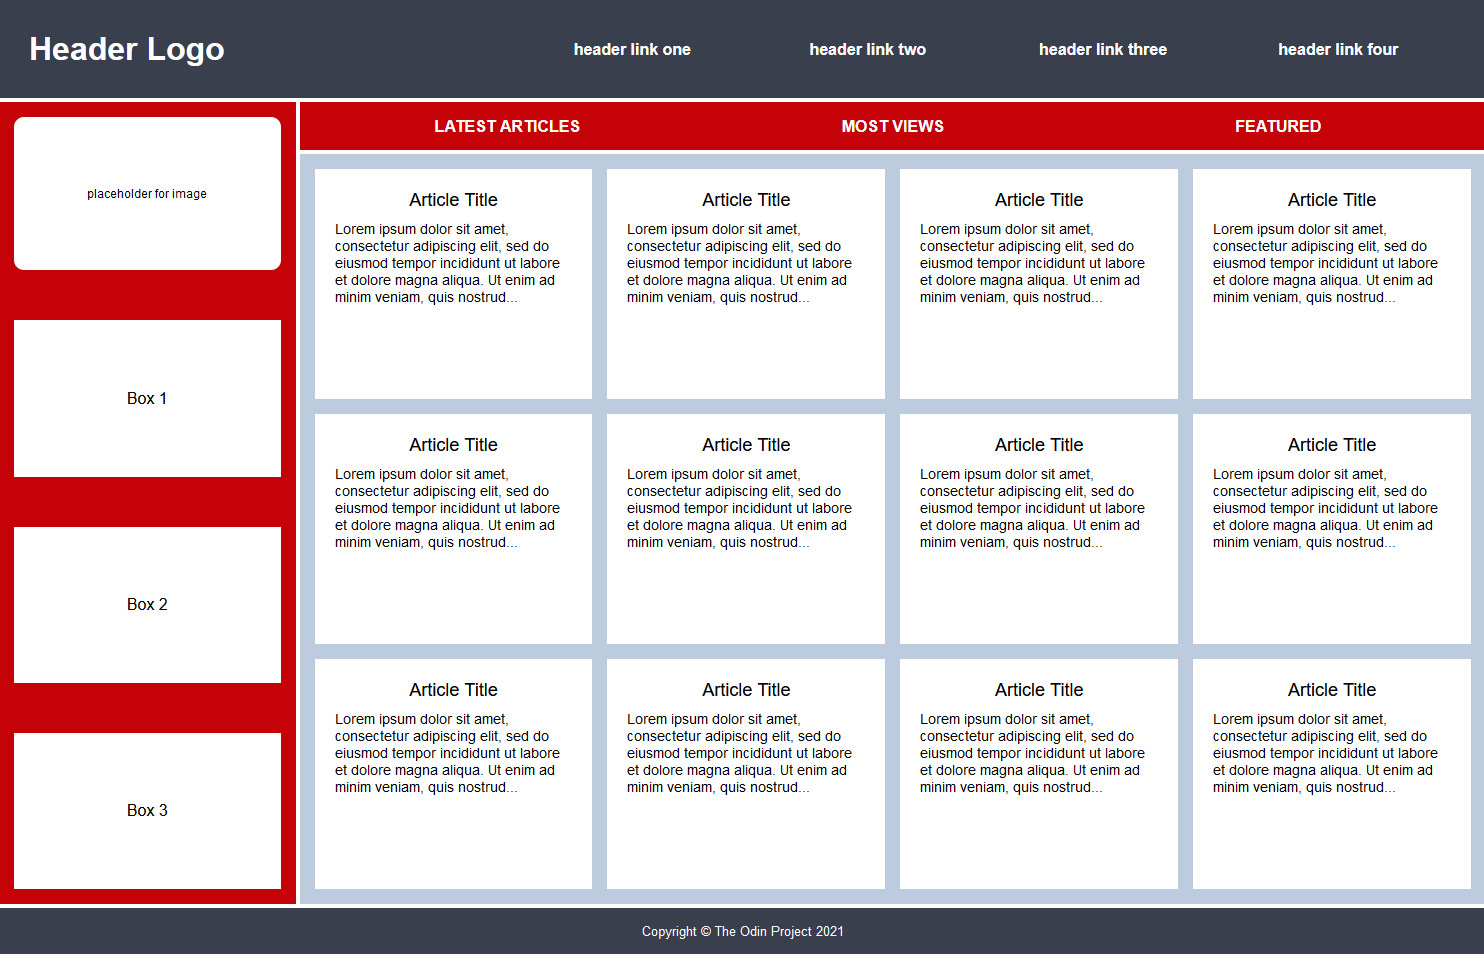 Header Logo
header link one
header link two
header link three
header link four
placeholder for image
Box 1
Box 2
Box 3
LATEST ARTICLES
MOST VIEWS
FEATURED
Article Title
Lorem ipsum dolor sit amet,
consectetur adipiscing elit, sed do
eiusmod tempor incididunt ut labore
et dolore magna aliqua. Ut enim ad
minim veniam, quis nostrud...
Article Title
Lorem ipsum dolor sit amet,
consectetur adipiscing elit, sed do
eiusmod tempor incididunt ut labore
et dolore magna aliqua. Ut enim ad
minim veniam, quis nostrud...
Article Title
Lorem ipsum dolor sit amet,
consectetur adipiscing elit, sed do
eiusmod tempor incididunt ut labore
et dolore magna aliqua. Ut enim ad
minim veniam, quis nostrud...
Article Title
Lorem ipsum dolor sit amet,
consectetur adipiscing elit, sed do
eiusmod tempor incididunt ut labore
et dolore magna aliqua. Ut enim ad
minim veniam, quis nostrud...
Article Title
Lorem ipsum dolor sit amet,
consectetur adipiscing elit, sed do
eiusmod tempor incididunt ut labore
et dolore magna aliqua. Ut enim ad
minim veniam, quis nostrud...
Article Title
Lorem ipsum dolor sit amet,
consectetur adipiscing elit, sed do
eiusmod tempor incididunt ut labore
et dolore magna aliqua. Ut enim ad
minim veniam, quis nostrud...
Article Title
Lorem ipsum dolor sit amet,
consectetur adipiscing elit, sed do
eiusmod tempor incididunt ut labore
et dolore magna aliqua. Ut enim ad
minim veniam, quis nostrud...
Article Title
Lorem ipsum dolor sit amet,
consectetur adipiscing elit, sed do
eiusmod tempor incididunt ut labore
et dolore magna aliqua. Ut enim ad
minim veniam, quis nostrud...
Article Title
Lorem ipsum dolor sit amet,
consectetur adipiscing elit, sed do
eiusmod tempor incididunt ut labore
et dolore magna aliqua. Ut enim ad
minim veniam, quis nostrud...
Article Title
Lorem ipsum dolor sit amet,
consectetur adipiscing elit, sed do
eiusmod tempor incididunt ut labore
et dolore magna aliqua. Ut enim ad
minim veniam, quis nostrud...
Article Title
Lorem ipsum dolor sit amet,
consectetur adipiscing elit, sed do
eiusmod tempor incididunt ut labore
et dolore magna aliqua. Ut enim ad
minim veniam, quis nostrud...
Article Title
Lorem ipsum dolor sit amet,
consectetur adipiscing elit, sed do
eiusmod tempor incididunt ut labore
et dolore magna aliqua. Ut enim ad
minim veniam, quis nostrud...
Copyright © The Odin Project 2021